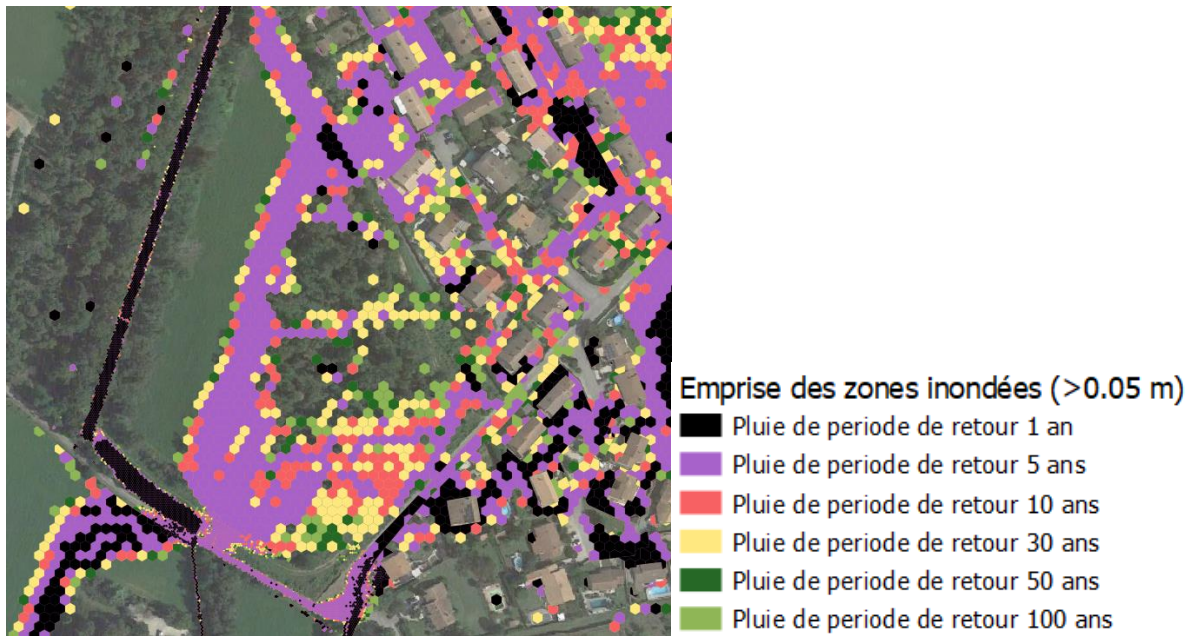 Emprise des zones inondées (>0.05 m)
Pluie de periode de retour 1 an
Pluie de periode de retour 5 ans
Pluie de periode de retour 10 ans
Pluie de periode de retour 30 ans
Pluie de periode de retour 50 ans
Pluie de periode de retour 100 ans